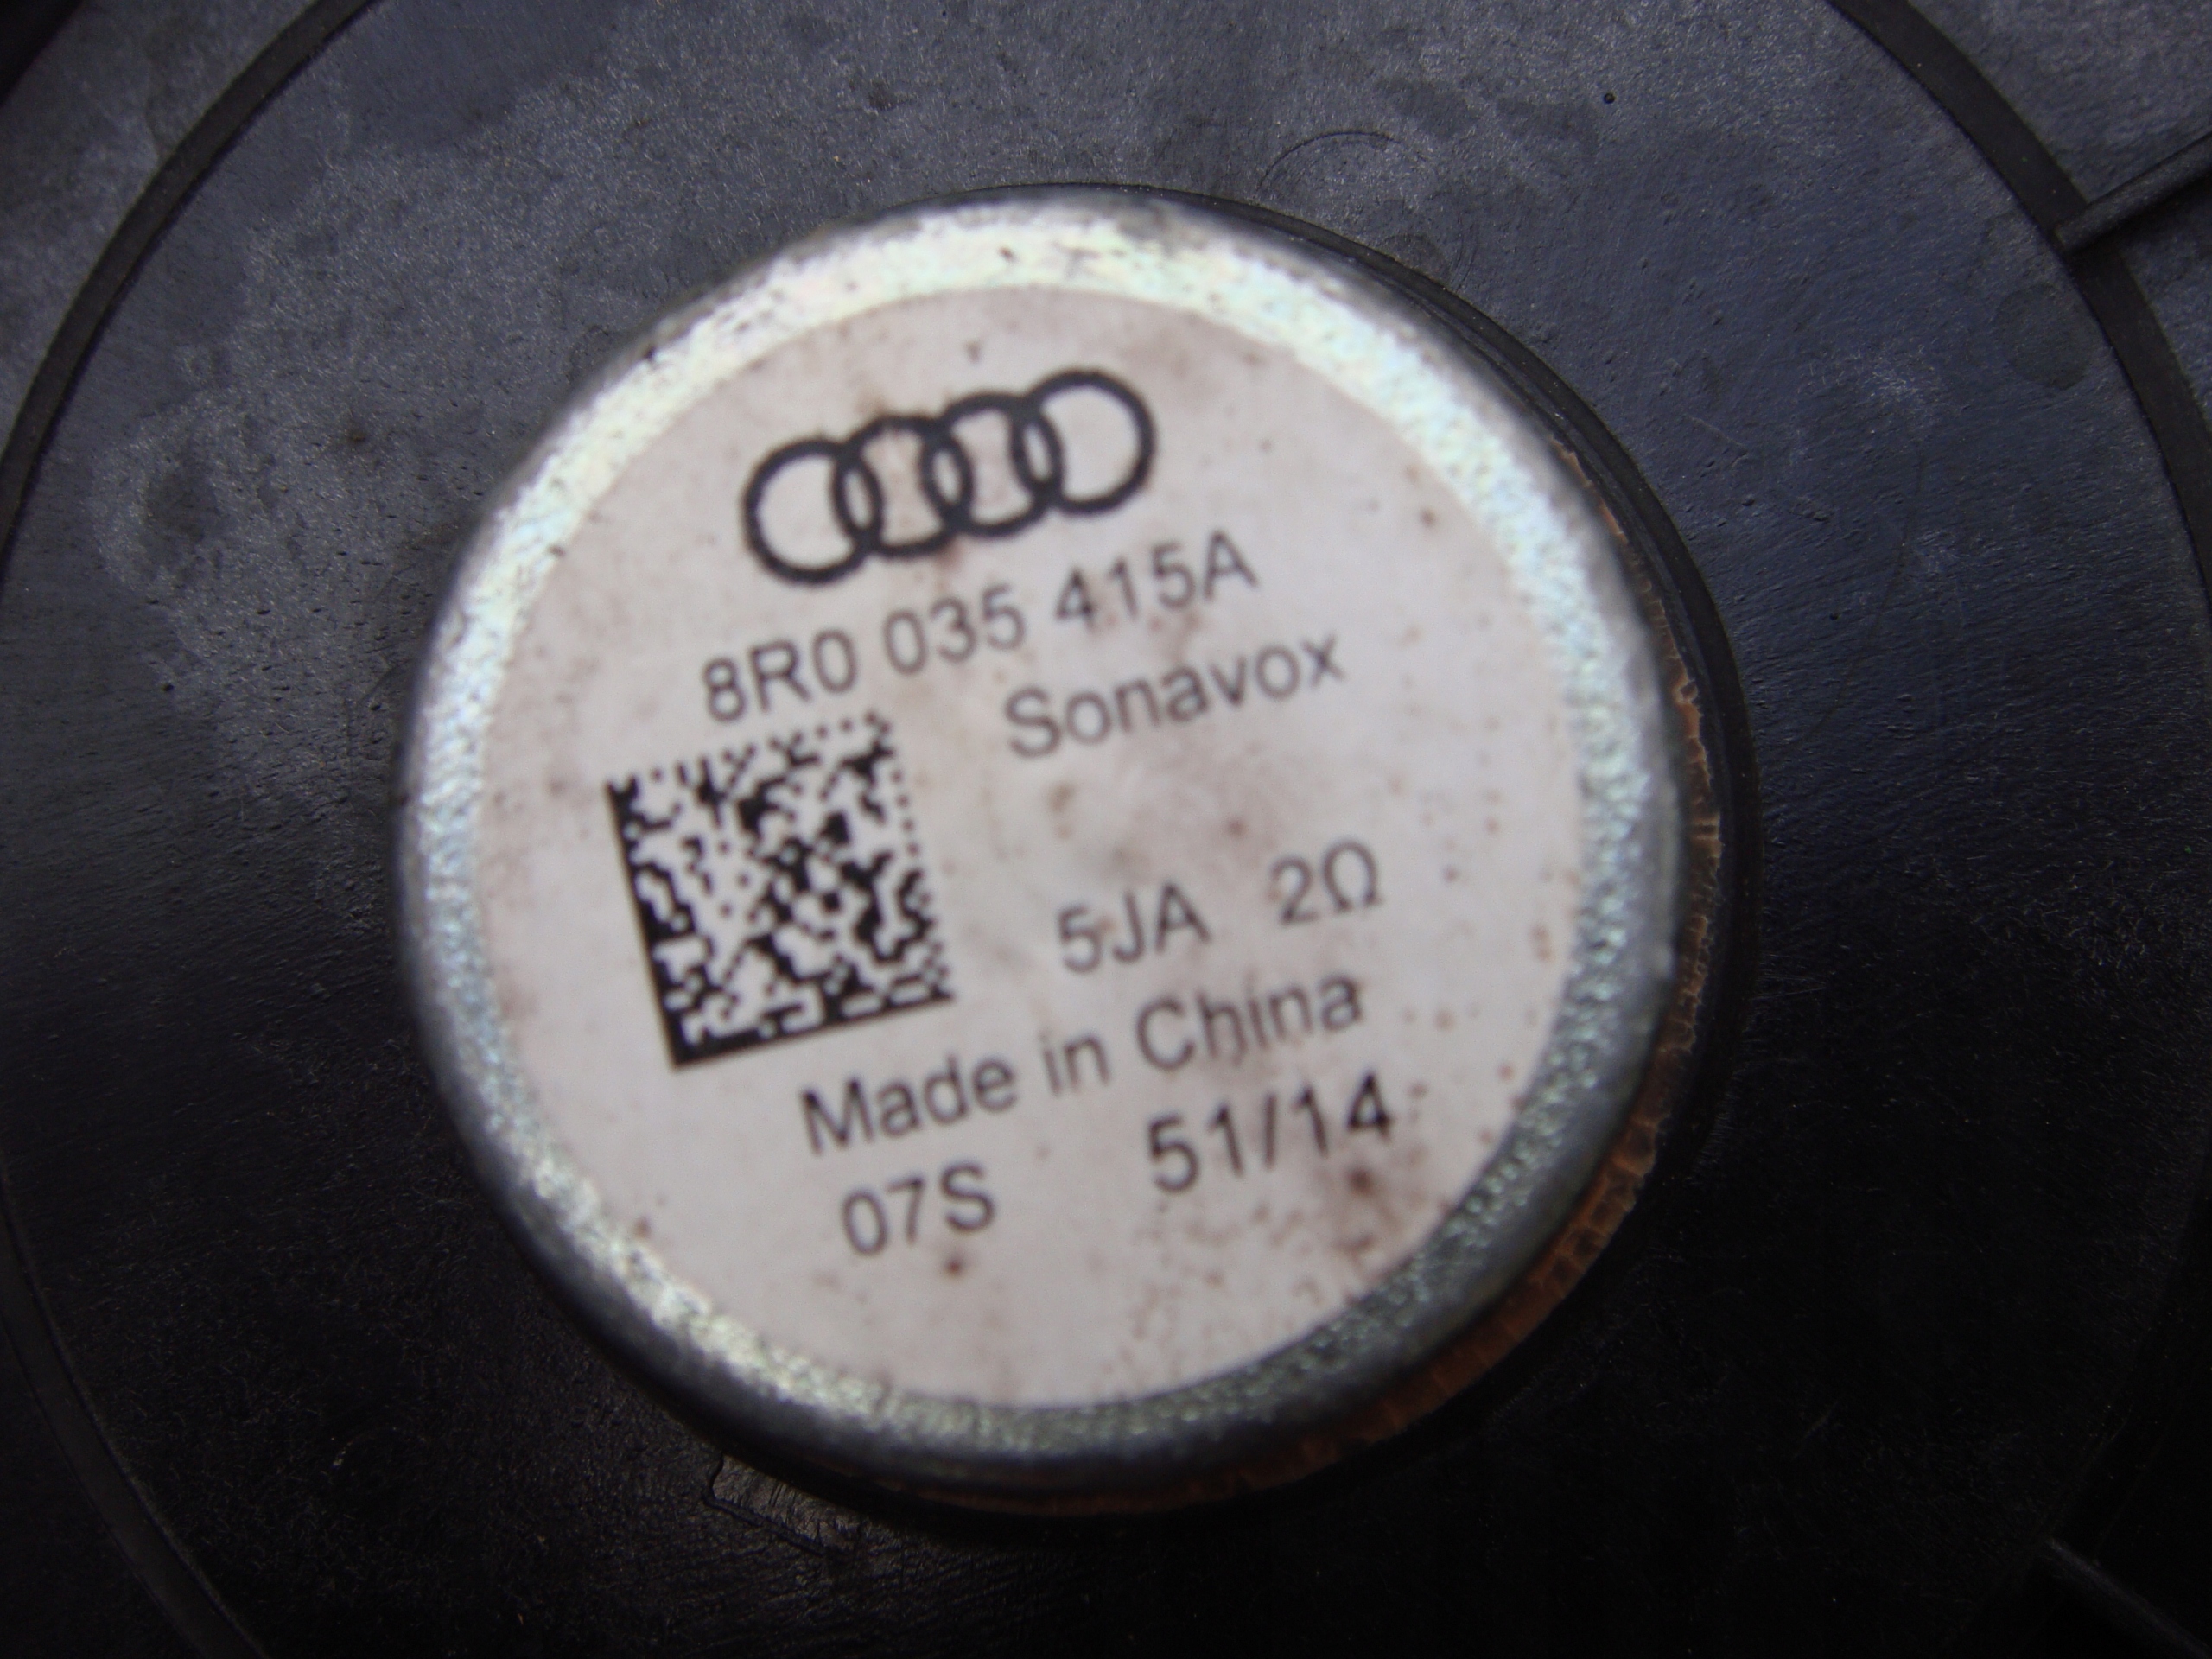 8R0 035 415A
Sonavox
5JA 2Ω
Made in China
07S 51/14